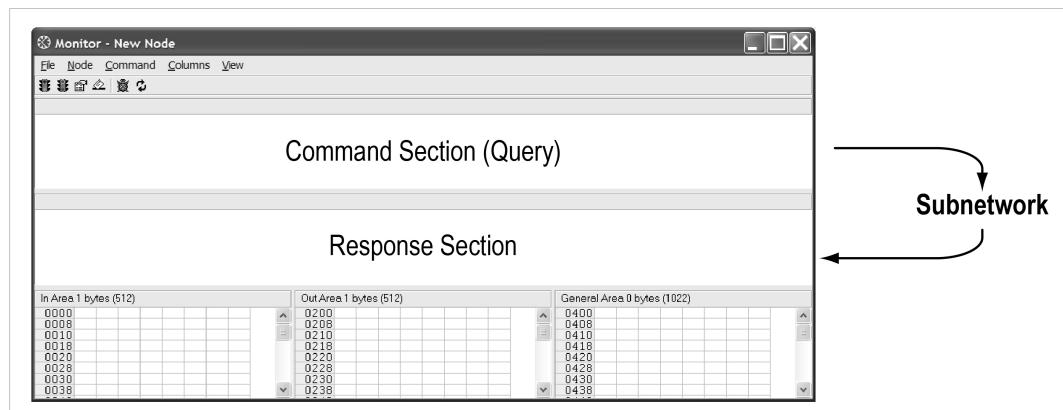 Monitor - New Node
File Node Command Columns View
Command Section (Query)
Subnetwork
Response Section
In Area 1 bytes (512) Out Area 1 bytes (512) General Area 0 bytes (1022)
0000 0200 0400
0008 0208 0408
0010 0210 0410
0018 0218 0418
0020 0220 0420
0028 0228 0428
0030 0230 0430
0038 0238 0438